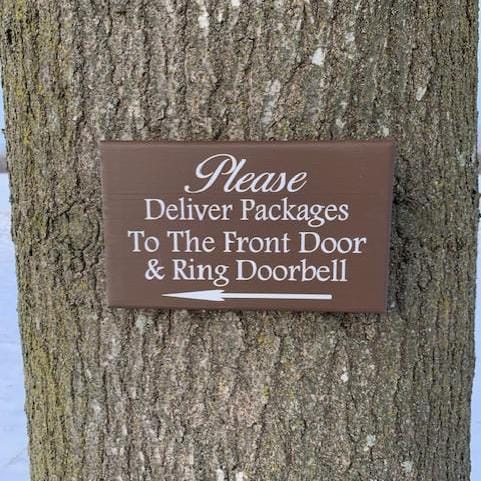 Please
Deliver Packages
To The Front Door
& Ring Doorbell